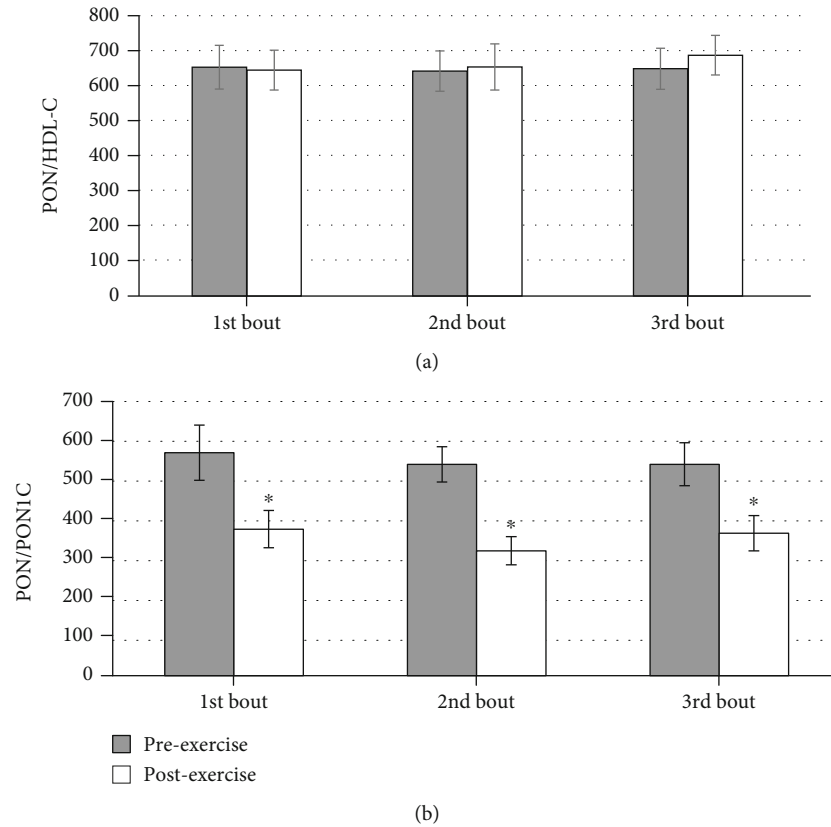 800
700
600
500
400
300
200
100
0
PON/HDL-C
1st bout
2nd bout
3rd bout
(a)
700
600
500
400
300
200
100
0
PON/PON1C
*
*
*
1st bout
2nd bout
3rd bout
Pre-exercise
Post-exercise
(b)